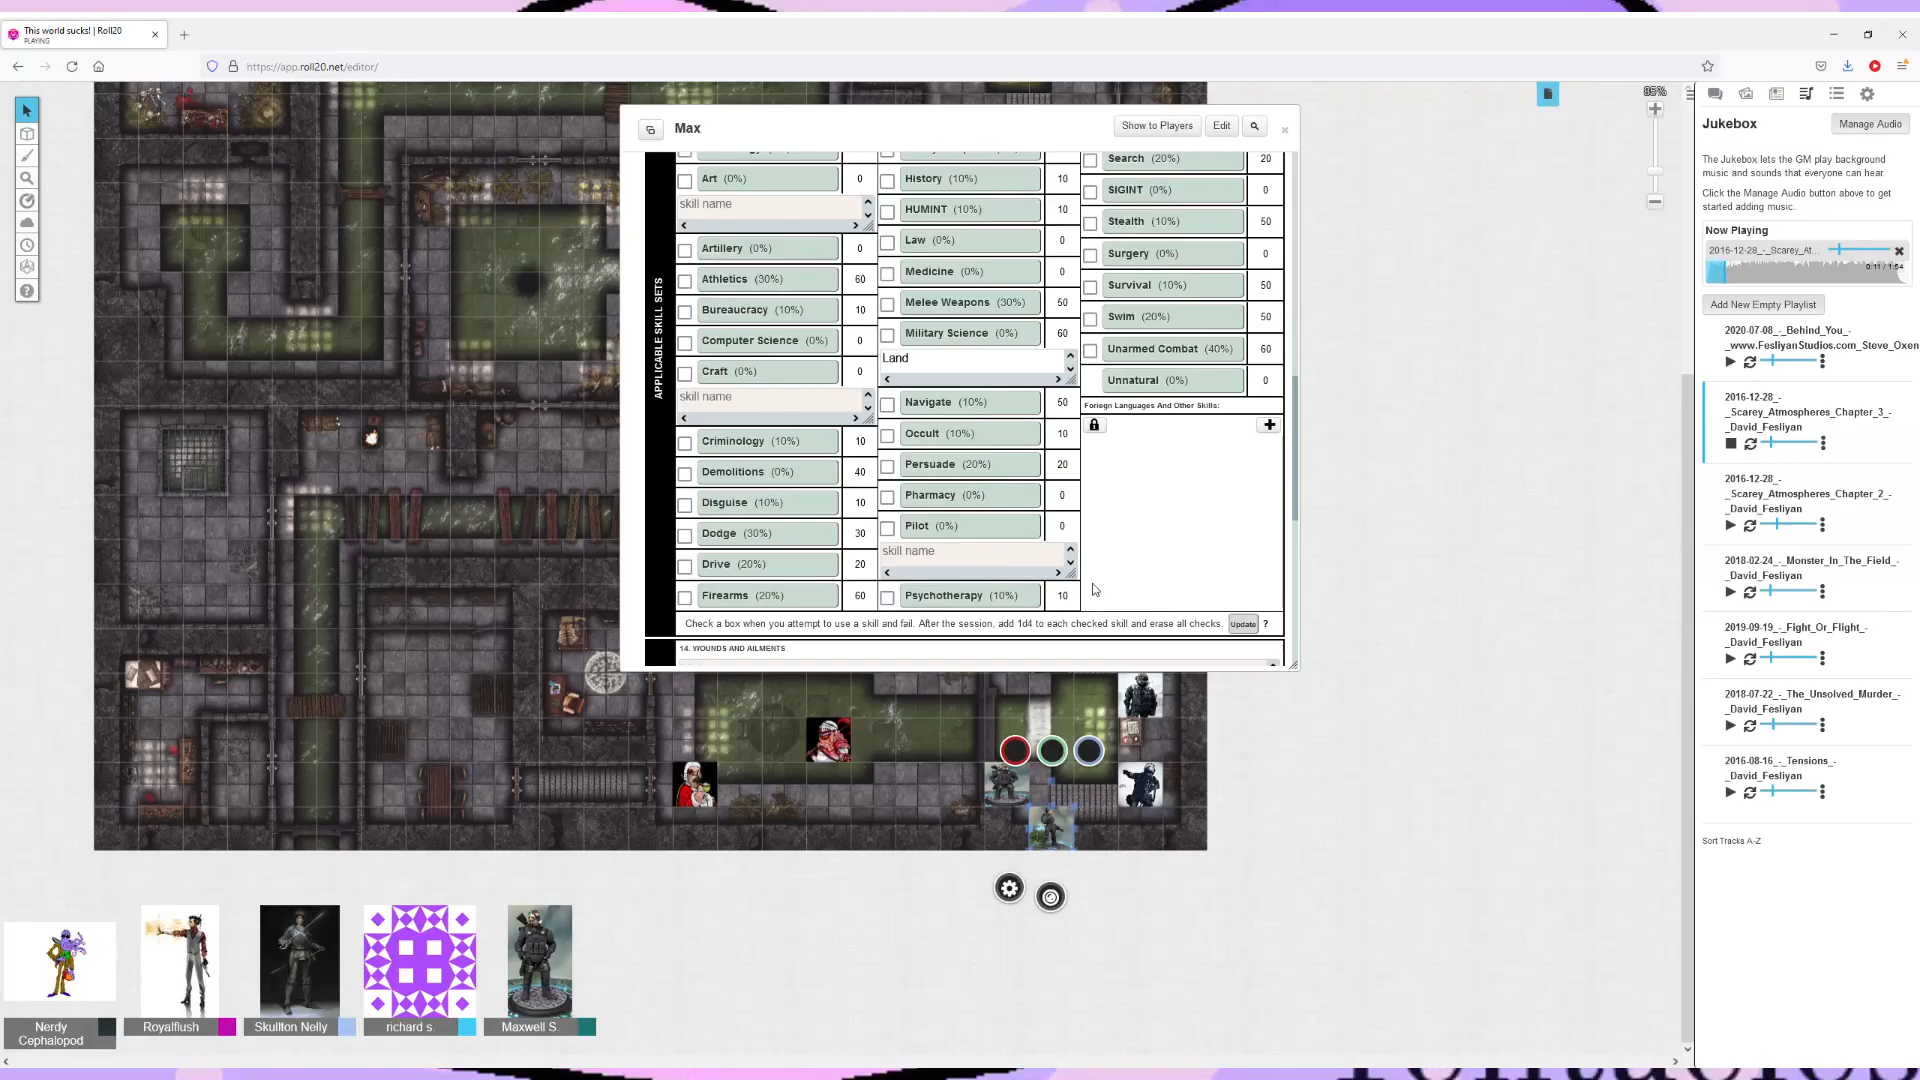 This world sucks! | Roll20
PLAYING
https://app.roll20.net/editor/
85%
Max
Show to Players
Edit
APPLICABLE SKILL SETS
Art (0%) 0
skill name
Artillery (0%) 0
Athletics (30%) 60
Bureaucracy (10%) 10
Computer Science (0%) 0
Craft (0%) 0
skill name
Criminology (10%) 10
Demolitions (0%) 40
Disguise (10%) 10
Dodge (30%) 30
Drive (20%) 20
Firearms (20%) 60
History (10%) 10
HUMINT (10%) 10
Law (0%) 0
Medicine (0%) 0
Melee Weapons (30%) 50
Military Science (0%) 60
Land
Navigate (10%) 50
Occult (10%) 10
Persuade (20%) 20
Pharmacy (0%) 0
Pilot (0%) 0
skill name
Psychotherapy (10%) 10
Search (20%) 20
SIGINT (0%) 0
Stealth (10%) 50
Surgery (0%) 0
Survival (10%) 50
Swim (20%) 50
Unarmed Combat (40%) 60
Unnatural (0%) 0
Foriegn Languages And Other Skills:
Check a box when you attempt to use a skill and fail. After the session, add 1d4 to each checked skill and erase all checks. Update ?
14. WOUNDS AND AILMENTS
Jukebox
Manage Audio
The Jukebox lets the GM play background
music and sounds that everyone can hear.
Click the Manage Audio button above to get
started adding music.
Now Playing
2016-12-28_-_Scarey_At...
0:11 / 1:54
Add New Empty Playlist
2020-07-08_-_Behind_You_-
_www.FesliyanStudios.com_Steve_Oxen
2016-12-28_-
_Scarey_Atmospheres_Chapter_3_-
_David_Fesliyan
2016-12-28_-
_Scarey_Atmospheres_Chapter_2_-
_David_Fesliyan
2018-02-24_-_Monster_In_The_Field_-
_David_Fesliyan
2019-09-19_-_Fight_Or_Flight_-
_David_Fesliyan
2018-07-22_-_The_Unsolved_Murder_-
_David_Fesliyan
2016-08-16_-_Tensions_-
_David_Fesliyan
Sort Tracks A-Z
Nerdy
Cephalopod
Royalflush
Skullton Nelly
richard s.
Maxwell S.